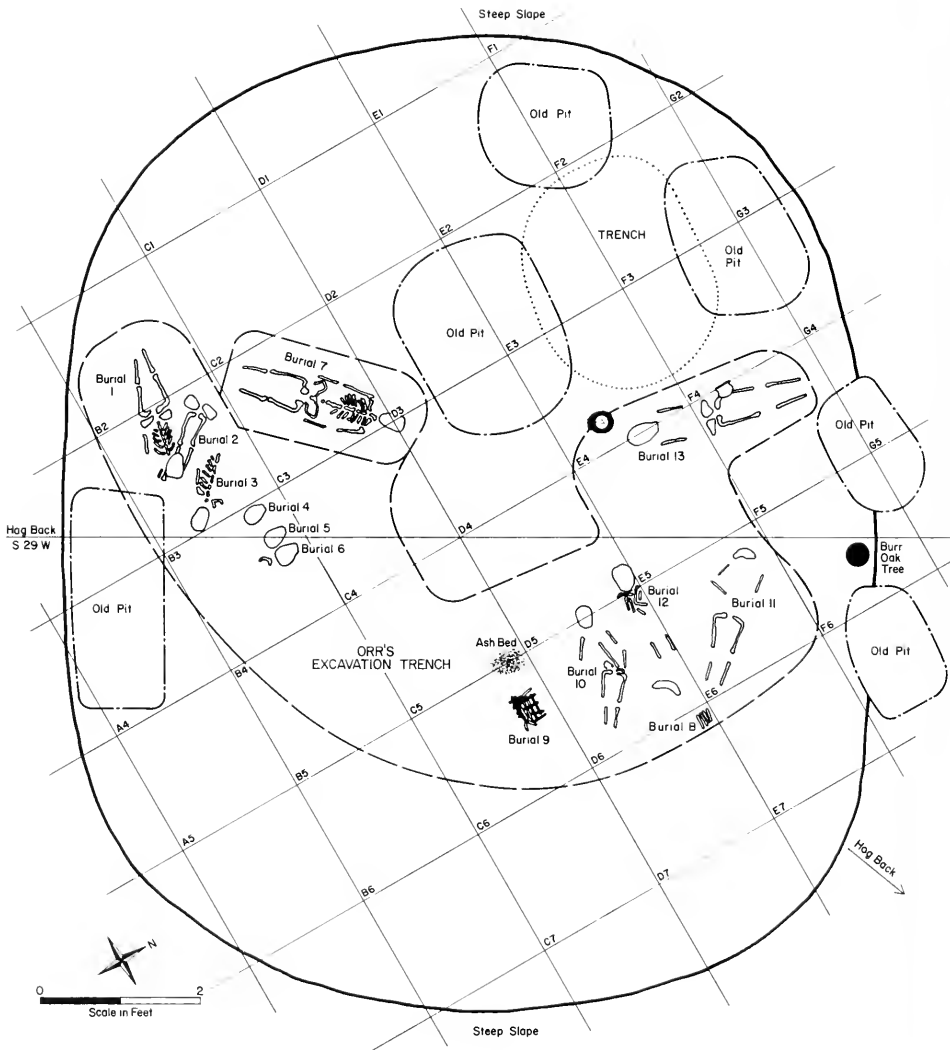 Steep Slope
F1
Old Pit
G2
E1
F2
D1
G3
TRENCH
Old
Pit
E2
C1
F3
D2
G4
Old Pit
E3
C2
Burial 7
Burial
1
D3
F4
Old Pit
G5
B2
Burial 2
Burial 13
E4
C3
Burial 3
F5
Burial 4
D4
Hog Back
S 29 W
Burial 5
Burial 6
B3
Burr
Oak
Tree
E5
Burial
12
C4
Old Pit
Burial 11
F6
ORR'S
EXCAVATION TRENCH
Ash Bed
D5
Old Pit
B4
Burial
10
E6
C5
A4
Burial 9
Burial 8
D6
B5
E7
C6
A5
Hog Back
D7
B6
C7
N
0
2
Scale in Feet
Steep Slope